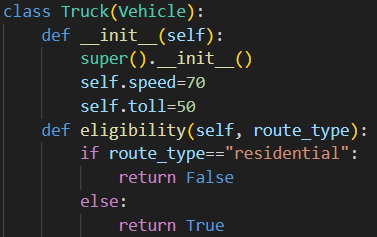 class Truck(Vehicle):
    def __init__(self):
        super().__init__()
        self.speed=70
        self.toll=50
    def eligibility(self, route_type):
        if route_type=="residential":
            return False
        else:
            return True